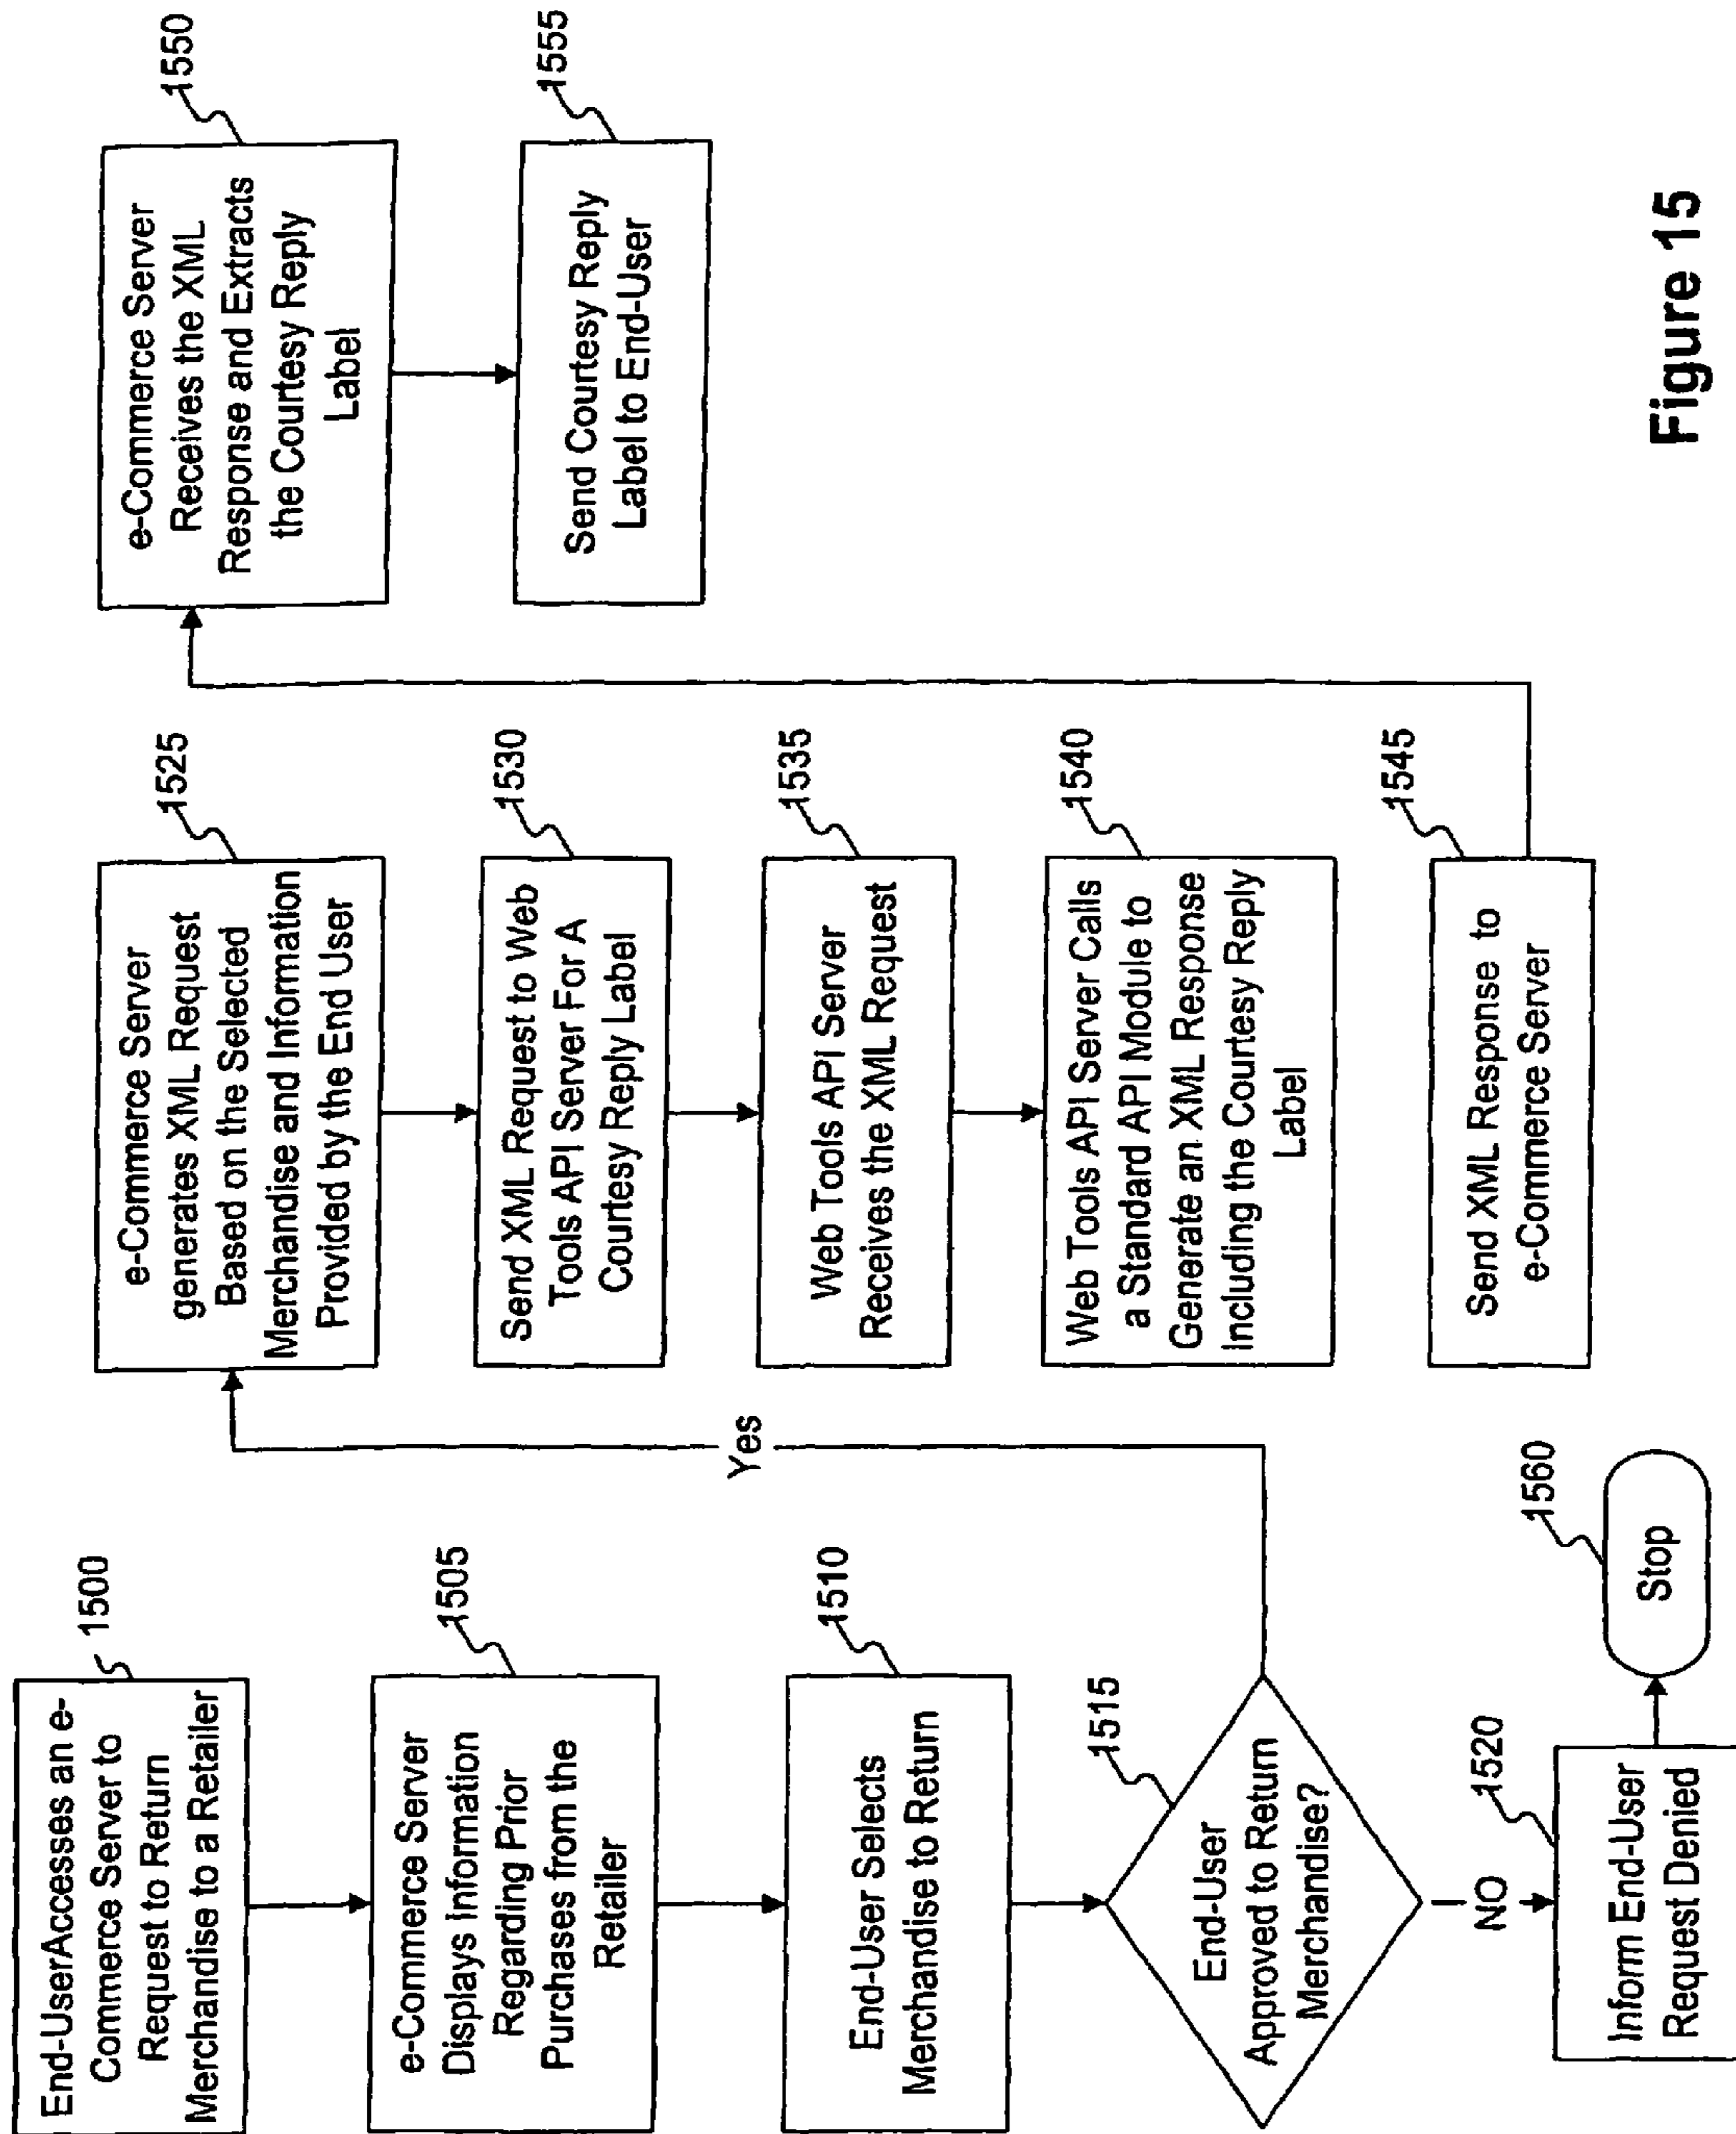 End-UserAccesses an e-
Commerce Server to
Request to Return
Merchandise to a Retailer
1500
e-Commerce Server
Displays Information
Regarding Prior
Purchases from the
Retailer
1505
End-User Selects
Merchandise to Return
1510
End-User
Approved to Return
Merchandise?
1515
Yes
NO
Inform End-User
Request Denied
1520
Stop
1560
e-Commerce Server
generates XML Request
Based on the Selected
Merchandise and Information
Provided by the End User
1525
Send XML Request to Web
Tools API Server For A
Courtesy Reply Label
1530
Web Tools API Server
Receives the XML Request
1535
Web Tools API Server Calls
a Standard API Module to
Generate an XML Response
Including the Courtesy Reply
Label
1540
Send XML Response to
e-Commerce Server
1545
e-Commerce Server
Receives the XML
Response and Extracts
the Courtesy Reply
Label
1550
Send Courtesy Reply
Label to End-User
1555
Figure 15